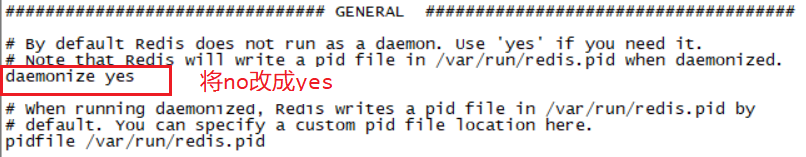 ################################ GENERAL #####################################
# By default Redis does not run as a daemon. Use 'yes' if you need it.
# Note that Redis will write a pid file in /var/run/redis.pid when daemonized.
daemonize yes 将no改成yes
# When running daemonized, Redis writes a pid file in /var/run/redis.pid by
# default. You can specify a custom pid file location here.
pidfile /var/run/redis.pid